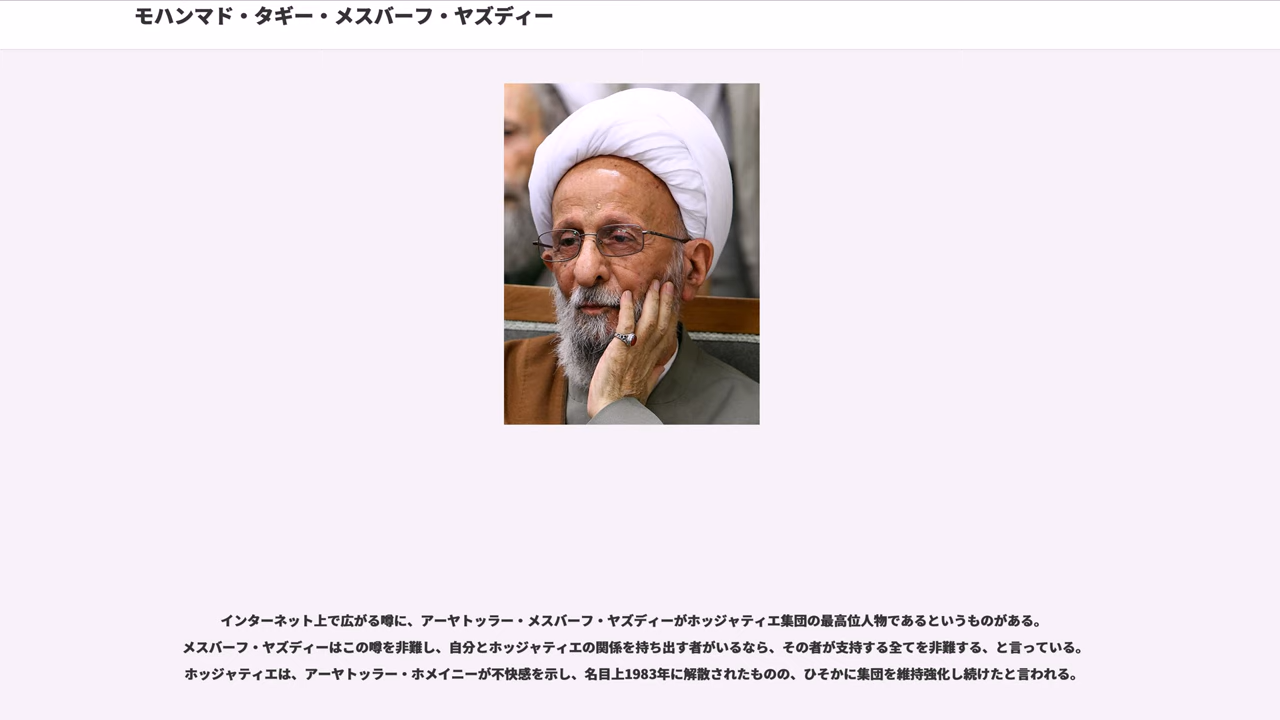 モハンマド・タギー・メスバーフ・ヤズディー
インターネット上で広がる噂に、アーヤトッラー・メスバーフ・ヤズディーがホッジャティエ集団の最高位人物であるというものがある。
メスバーフ・ヤズディーはこの噂を非難し、自分とホッジャティエの関係を持ち出す者がいるなら、その者が支持する全てを非難する、と言っている。
ホッジャティエは、アーヤトッラー・ホメイニーが不快感を示し、名目上1983年に解散されたものの、ひそかに集団を維持強化し続けたと言われる。